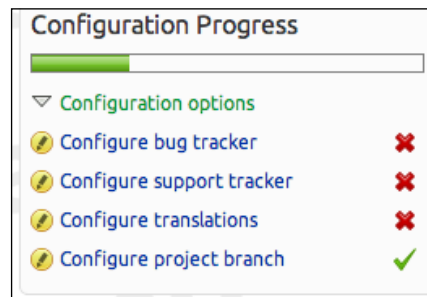 Configuration Progress
Configuration options
Configure bug tracker
Configure support tracker
Configure translations
Configure project branch